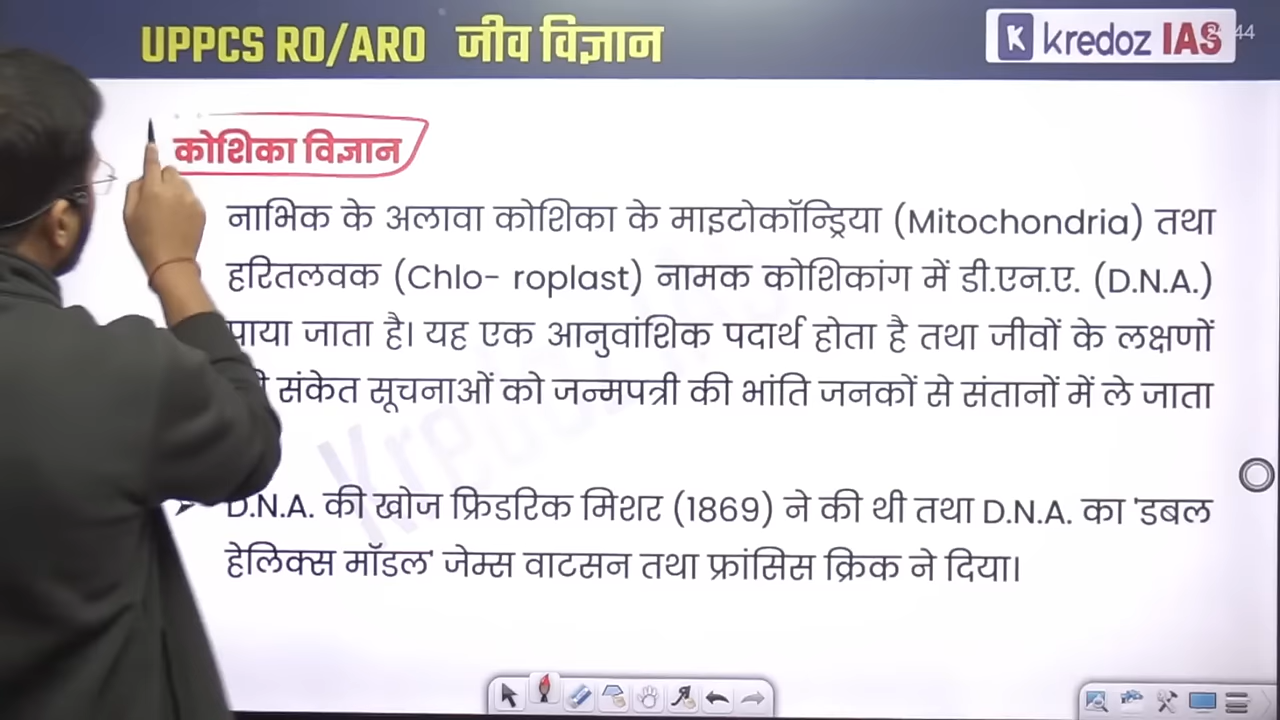 UPPCS RO/ARO जीव विज्ञान
K kredoz IAS
कोशिका विज्ञान
नाभिक के अलावा कोशिका के माइटोकॉन्ड्रिया (Mitochondria) तथा
हरितलवक (Chlo- roplast) नामक कोशिकांग में डी.एन.ए. (D.N.A.)
पाया जाता है। यह एक आनुवांशिक पदार्थ होता है तथा जीवों के लक्षणों
संकेत सूचनाओं को जन्मपत्री की भांति जनकों से संतानों में ले जाता
D.N.A. की खोज फ्रिडरिक मिशर (1869) ने की थी तथा D.N.A. का 'डबल
हेलिक्स मॉडल' जेम्स वाटसन तथा फ्रांसिस क्रिक ने दिया।